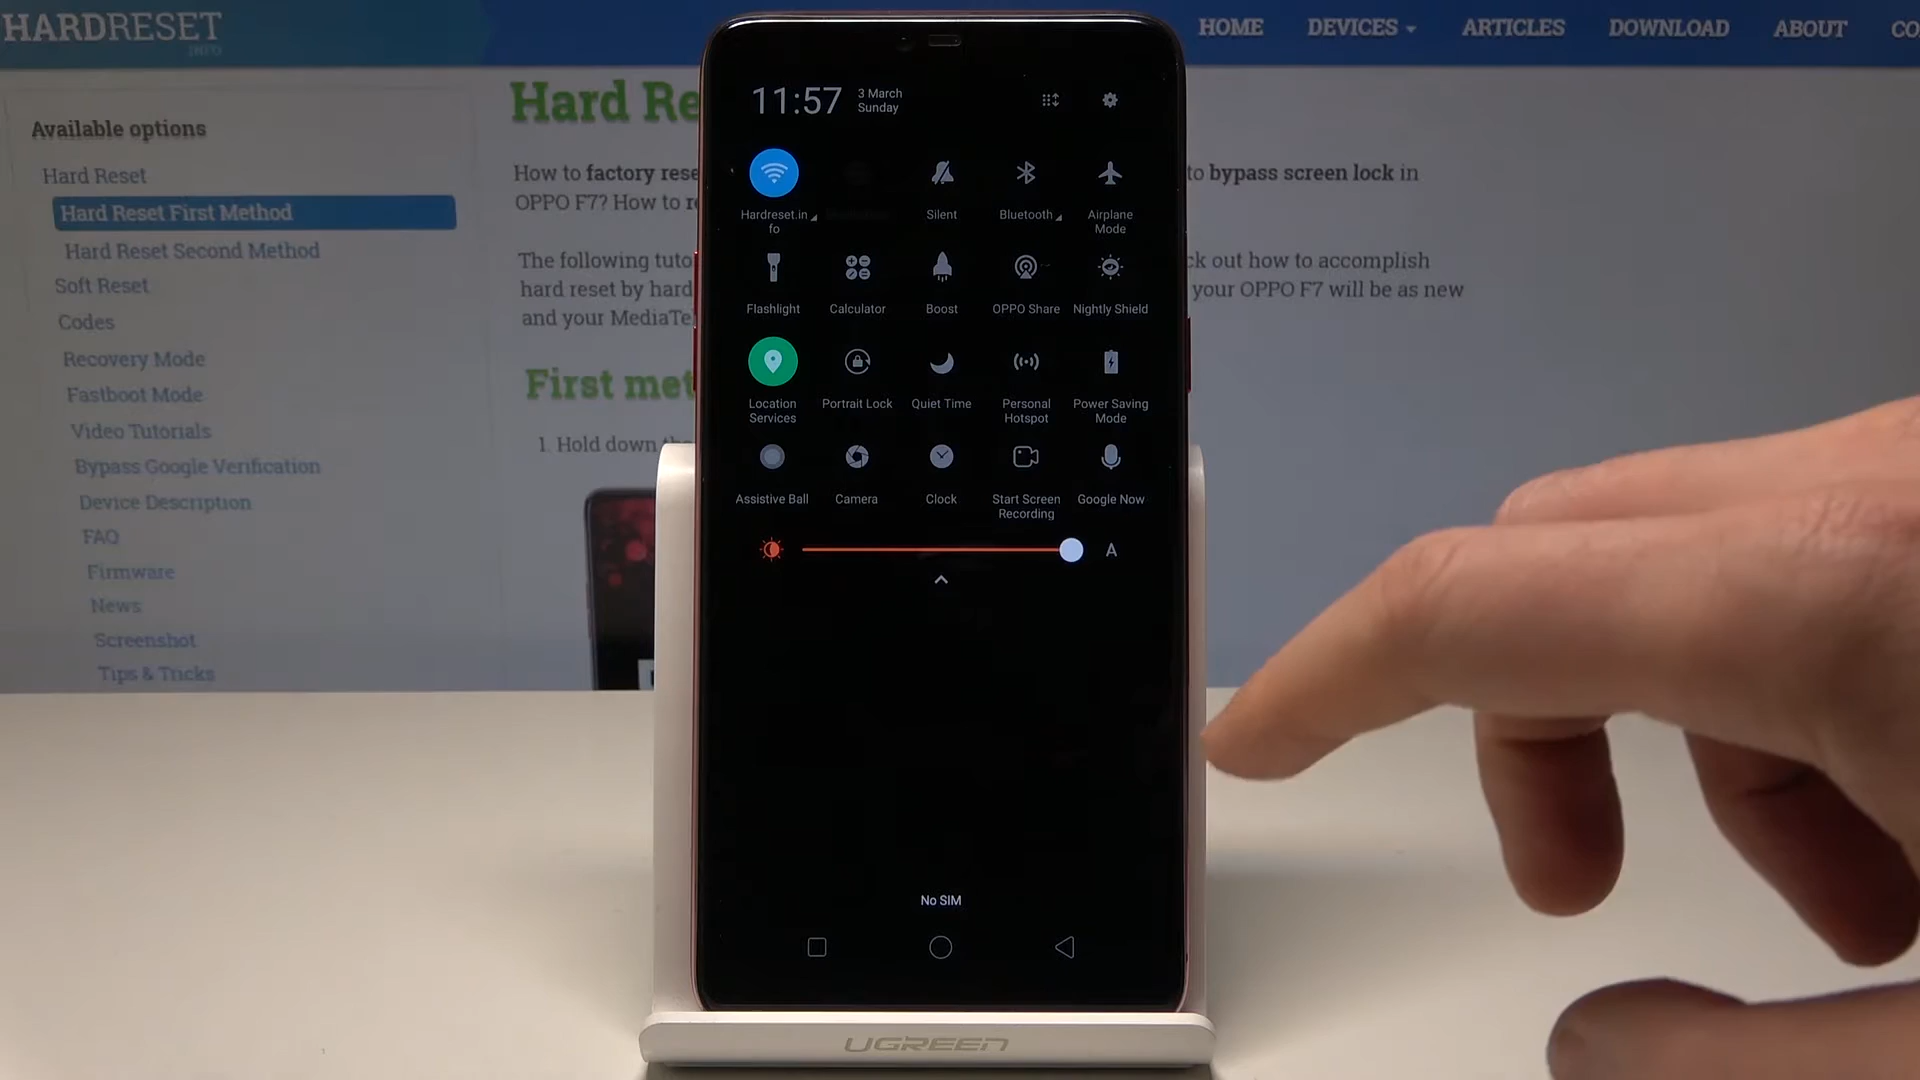 HARDRESET
INFO
HOME DEVICES ARTICLES DOWNLOAD ABOUT
Available options
Hard Reset
Hard Reset First Method
Hard Reset Second Method
Soft Reset
Codes
Recovery Mode
Fastboot Mode
Video Tutorials
Bypass Google Verification
Device Description
FAQ
Firmware
News
Screenshot
Tips & Tricks
Hard Re
How to factory rese
to bypass screen lock in
OPPO F7? How to
The following tuto
ck out how to accomplish
hard reset by hard
your OPPO F7 will be as new
and your MediaTe
First met
1. Hold down the
11:57
3 March
Sunday
Hardreset.in
fo
Silent
Bluetooth
Airplane
Mode
Flashlight
Calculator
Boost
OPPO Share
Nightly Shield
Location
Services
Portrait Lock
Quiet Time
Personal
Hotspot
Power Saving
Mode
Assistive Ball
Camera
Clock
Start Screen
Recording
Google Now
A
No SIM
UGREEN